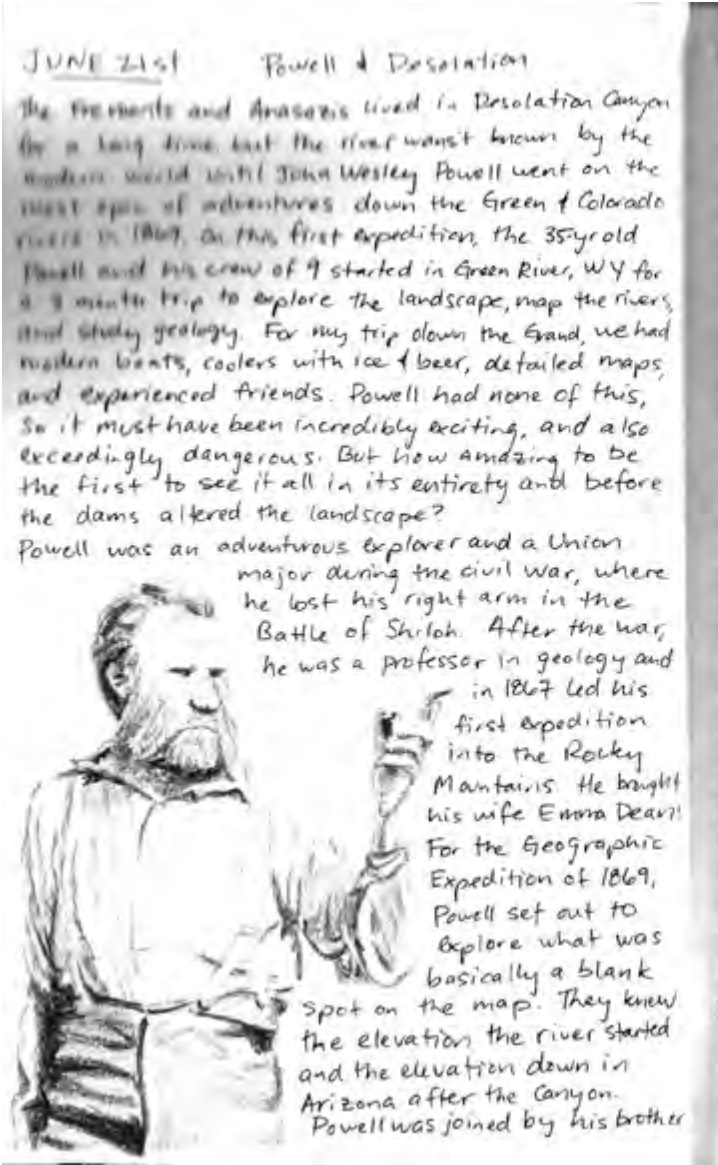 JUNE 21st Powell & Desolation
The Fremonts and Anasazis lived in Desolation Canyon
for a long time, but the river wasn't known by the
modern world until John Wesley Powell went on the
most epic of adventures down the Green & Colorado
rivers in 1869. On this first expedition, the 35-yr old
Powell and his crew of 9 started in Green River, WY for
a 3 month trip to explore the landscape, map the rivers,
and study geology. For my trip down the Grand, we had
modern boats, coolers with ice & beer, detailed maps,
and experienced friends. Powell had none of this,
So it must have been incredibly exciting, and also
exceedingly dangerous. But how amazing to be
the first to see it all in its entirety and before
the dams altered the landscape?
Powell was an adventurous explorer and a Union
major during the civil war, where
he lost his right arm in the
Battle of Shiloh. After the war,
he was a professor in geology and
in 1867 led his
first expedition
into the Rocky
Mountains. He brought
his wife Emma Dean!
For the Geographic
Expedition of 1869,
Powell set out to
explore what was
basically a blank
spot on the map. They knew
the elevation the river started
and the elevation down in
Arizona after the Canyon.
Powell was joined by his brother